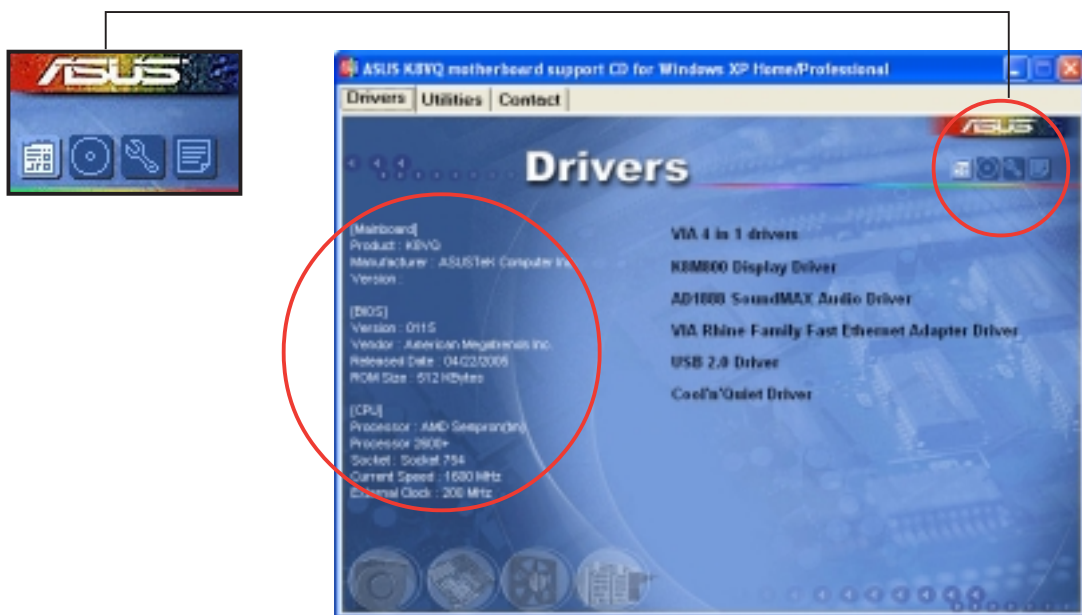 ASUS
ASUS K8VQ motherboard support CD for Windows XP Home/Professional
Drivers Utilities Contact
ASUS
Drivers
[Mainboard]
Product : K8VQ
Manufacturer : ASUSTeK Computer Inc.
Version :
[BIOS]
Version : 0115
Vendor : American Megatrends Inc.
Released Date : 04/22/2005
ROM Size : 512 KBytes
[CPU]
Processor : AMD Sempron(tm)
Processor 2600+
Socket : Socket 754
Current Speed : 1600 MHz
External Clock : 200 MHz
VIA 4 in 1 drivers
K8M800 Display Driver
AD1888 SoundMAX Audio Driver
VIA Rhine Family Fast Ethernet Adapter Driver
USB 2.0 Driver
Cool'n'Quiet Driver